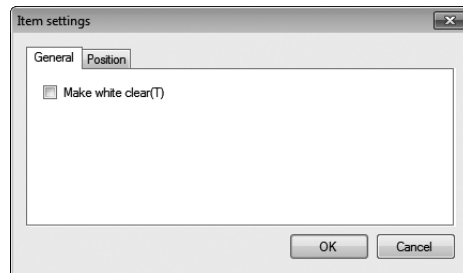 Item settings
General Position
Make white clear(T)
OK Cancel